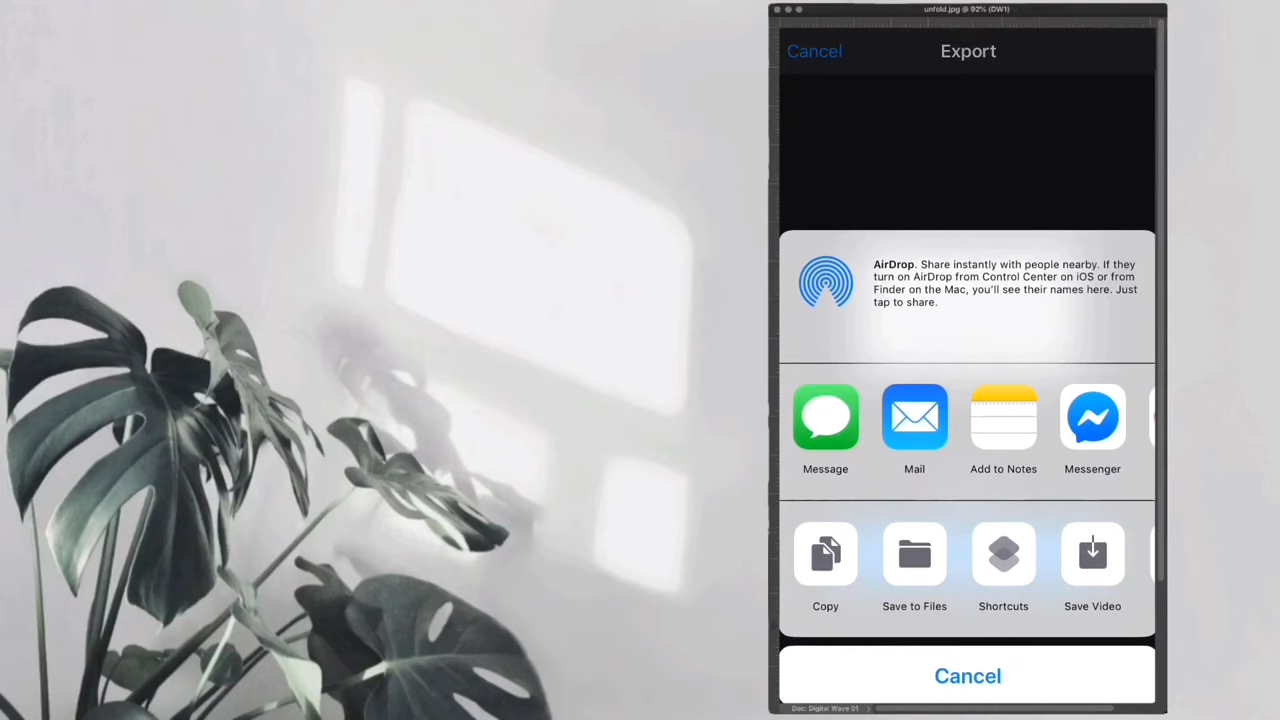 unfold.jpg @ 92% (DW1)
Cancel
Export
AirDrop. Share instantly with people nearby. If they
turn on AirDrop from Control Center on iOS or from
Finder on the Mac, you'll see their names here. Just
tap to share.
Message
Mail
Add to Notes
Messenger
Copy
Save to Files
Shortcuts
Save Video
Cancel
Doc: Digital Wave 01